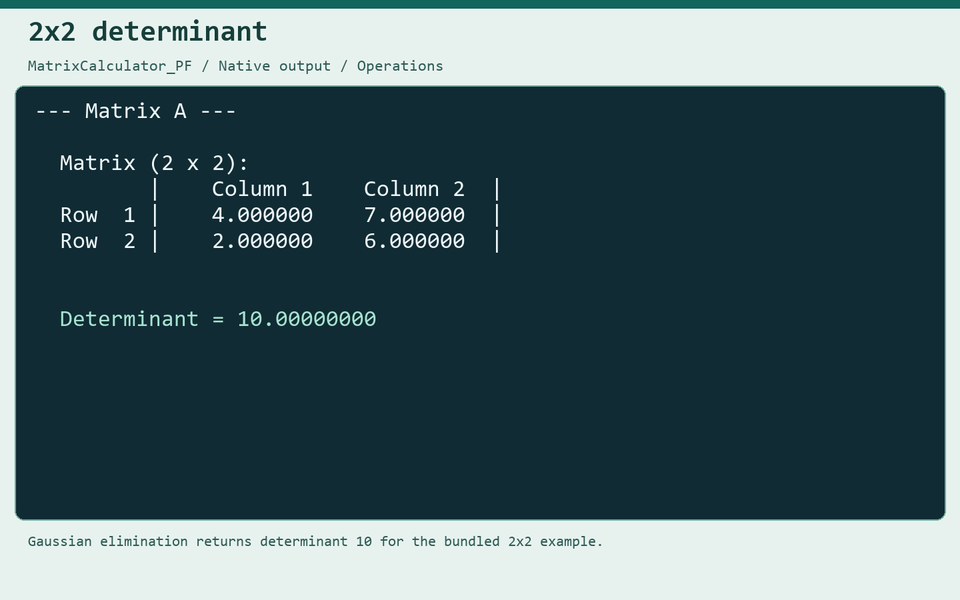 2x2 determinant
MatrixCalculator_PF / Native output / Operations
--- Matrix A ---
Matrix (2 x 2):
| Column 1 Column 2 |
Row 1 | 4.000000 7.000000 |
Row 2 | 2.000000 6.000000 |
Determinant = 10.00000000
Gaussian elimination returns determinant 10 for the bundled 2x2 example.